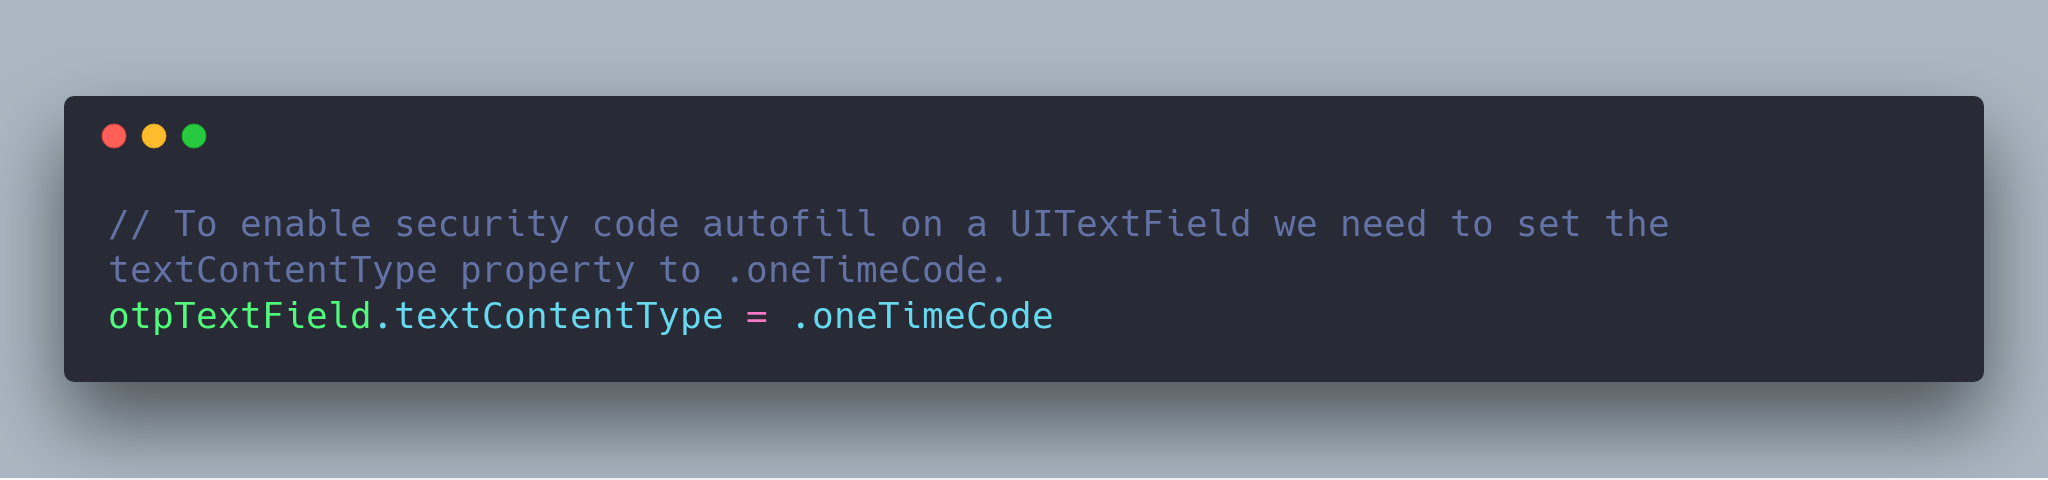 // To enable security code autofill on a UITextField we need to set the
textContentType property to .oneTimeCode.
otpTextField.textContentType = .oneTimeCode